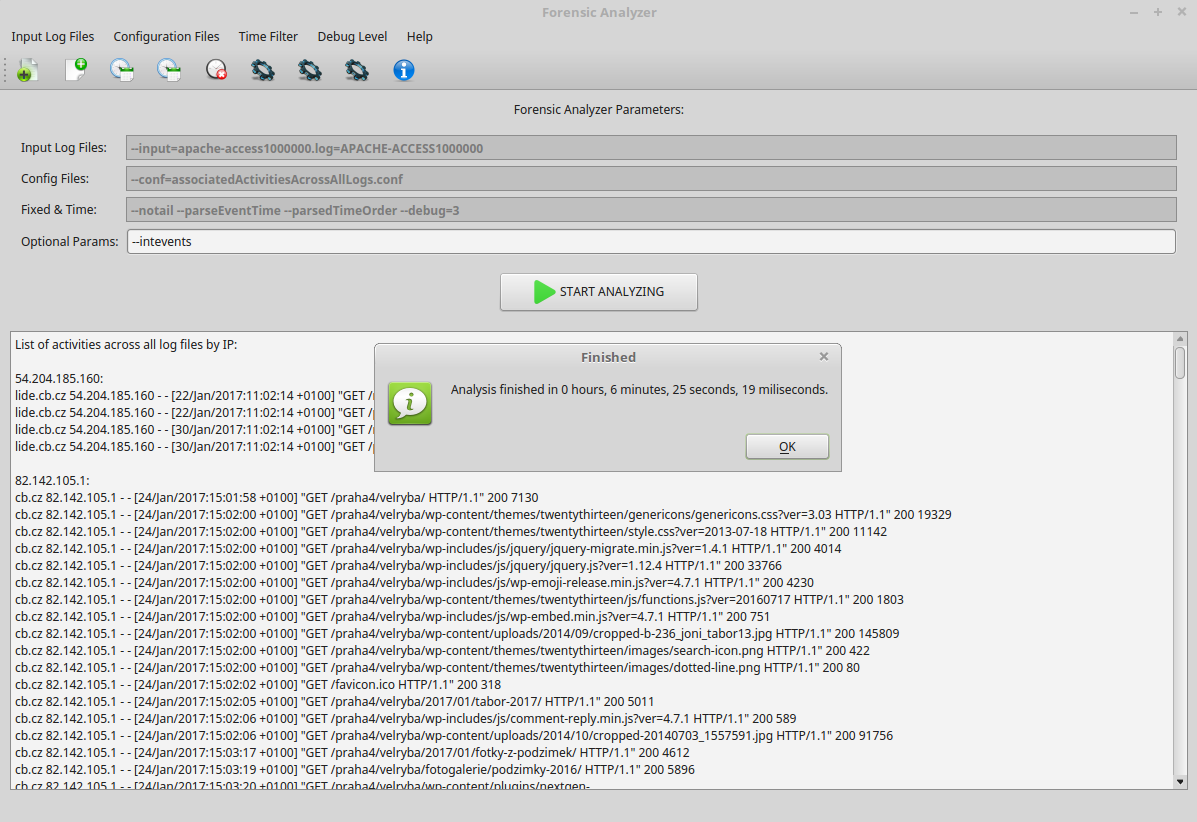 Forensic Analyzer
Input Log Files Configuration Files Time Filter Debug Level Help
Forensic Analyzer Parameters:
Input Log Files: --input=apache-access1000000.log=APACHE-ACCESS1000000
Config Files: --conf=associatedActivitiesAcrossAllLogs.conf
Fixed & Time: --notail --parseEventTime --parsedTimeOrder --debug=3
Optional Params: --intevents
START ANALYZING
List of activities across all log files by IP:
54.204.185.160:
lide.cb.cz 54.204.185.160 - - [22/Jan/2017:11:02:14 +0100] "GET /
lide.cb.cz 54.204.185.160 - - [22/Jan/2017:11:02:14 +0100] "GET /
lide.cb.cz 54.204.185.160 - - [30/Jan/2017:11:02:14 +0100] "GET /
lide.cb.cz 54.204.185.160 - - [30/Jan/2017:11:02:14 +0100] "GET /
Finished
Analysis finished in 0 hours, 6 minutes, 25 seconds, 19 miliseconds.
OK
82.142.105.1:
cb.cz 82.142.105.1 - - [24/Jan/2017:15:01:58 +0100] "GET /praha4/velryba/ HTTP/1.1" 200 7130
cb.cz 82.142.105.1 - - [24/Jan/2017:15:02:00 +0100] "GET /praha4/velryba/wp-content/themes/twentythirteen/genericons/genericons.css?ver=3.03 HTTP/1.1" 200 19329
cb.cz 82.142.105.1 - - [24/Jan/2017:15:02:00 +0100] "GET /praha4/velryba/wp-content/themes/twentythirteen/style.css?ver=2013-07-18 HTTP/1.1" 200 11142
cb.cz 82.142.105.1 - - [24/Jan/2017:15:02:00 +0100] "GET /praha4/velryba/wp-includes/js/jquery/jquery-migrate.min.js?ver=1.4.1 HTTP/1.1" 200 4014
cb.cz 82.142.105.1 - - [24/Jan/2017:15:02:00 +0100] "GET /praha4/velryba/wp-includes/js/jquery/jquery.js?ver=1.12.4 HTTP/1.1" 200 33766
cb.cz 82.142.105.1 - - [24/Jan/2017:15:02:00 +0100] "GET /praha4/velryba/wp-includes/js/wp-emoji-release.min.js?ver=4.7.1 HTTP/1.1" 200 4230
cb.cz 82.142.105.1 - - [24/Jan/2017:15:02:00 +0100] "GET /praha4/velryba/wp-content/themes/twentythirteen/js/functions.js?ver=20160717 HTTP/1.1" 200 1803
cb.cz 82.142.105.1 - - [24/Jan/2017:15:02:00 +0100] "GET /praha4/velryba/wp-includes/js/wp-embed.min.js?ver=4.7.1 HTTP/1.1" 200 751
cb.cz 82.142.105.1 - - [24/Jan/2017:15:02:00 +0100] "GET /praha4/velryba/wp-content/uploads/2014/09/cropped-b-236_joni_tabor13.jpg HTTP/1.1" 200 145809
cb.cz 82.142.105.1 - - [24/Jan/2017:15:02:00 +0100] "GET /praha4/velryba/wp-content/themes/twentythirteen/images/search-icon.png HTTP/1.1" 200 422
cb.cz 82.142.105.1 - - [24/Jan/2017:15:02:00 +0100] "GET /praha4/velryba/wp-content/themes/twentythirteen/images/dotted-line.png HTTP/1.1" 200 80
cb.cz 82.142.105.1 - - [24/Jan/2017:15:02:02 +0100] "GET /favicon.ico HTTP/1.1" 200 318
cb.cz 82.142.105.1 - - [24/Jan/2017:15:02:05 +0100] "GET /praha4/velryba/2017/01/tabor-2017/ HTTP/1.1" 200 5011
cb.cz 82.142.105.1 - - [24/Jan/2017:15:02:06 +0100] "GET /praha4/velryba/wp-includes/js/comment-reply.min.js?ver=4.7.1 HTTP/1.1" 200 589
cb.cz 82.142.105.1 - - [24/Jan/2017:15:02:06 +0100] "GET /praha4/velryba/wp-content/uploads/2014/10/cropped-20140703_1557591.jpg HTTP/1.1" 200 91756
cb.cz 82.142.105.1 - - [24/Jan/2017:15:03:17 +0100] "GET /praha4/velryba/2017/01/fotky-z-podzimek/ HTTP/1.1" 200 4612
cb.cz 82.142.105.1 - - [24/Jan/2017:15:03:19 +0100] "GET /praha4/velryba/fotogalerie/podzimky-2016/ HTTP/1.1" 200 5896
cb.cz 82.142.105.1 - - [24/Jan/2017:15:03:20 +0100] "GET /praha4/velryba/wp-content/plugins/nextgen-